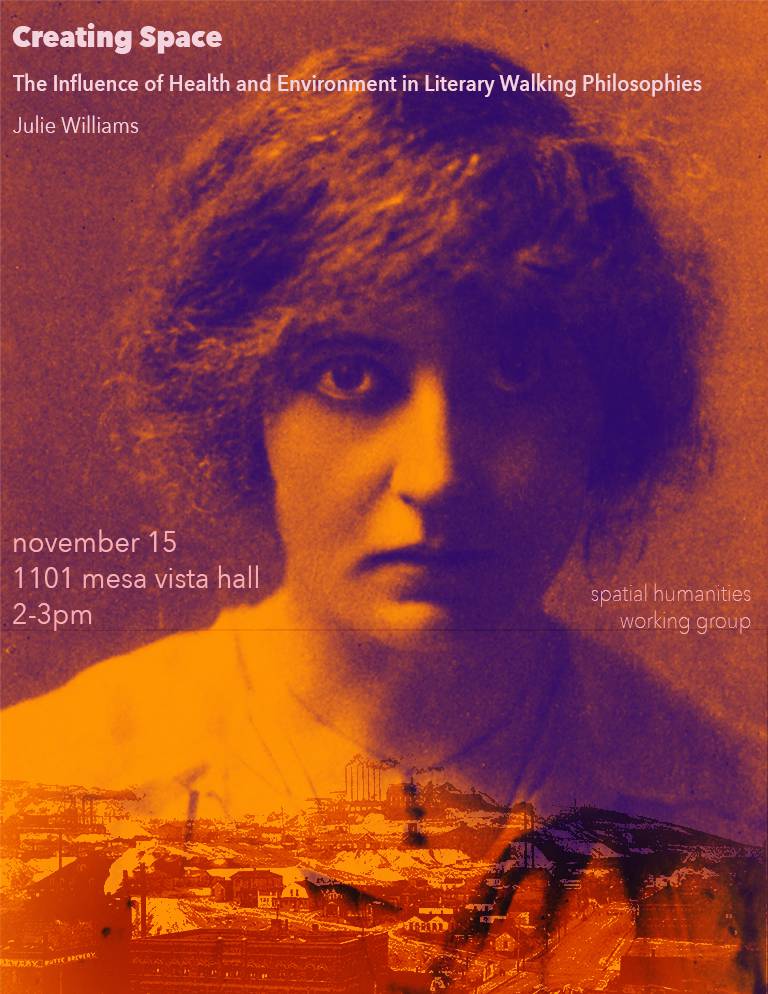 Creating Space
The Influence of Health and Environment in Literary Walking Philosophies
Julie Williams
november 15
1101 mesa vista hall
2-3pm
spatial humanities
working group